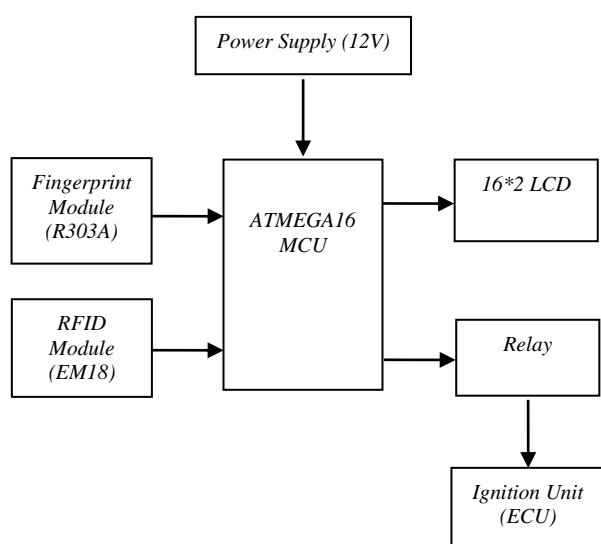 Power Supply (12V)
Fingerprint
Module
(R303A)
ATMEGA16
MCU
16*2 LCD
RFID
Module
(EM18)
Relay
Ignition Unit
(ECU)